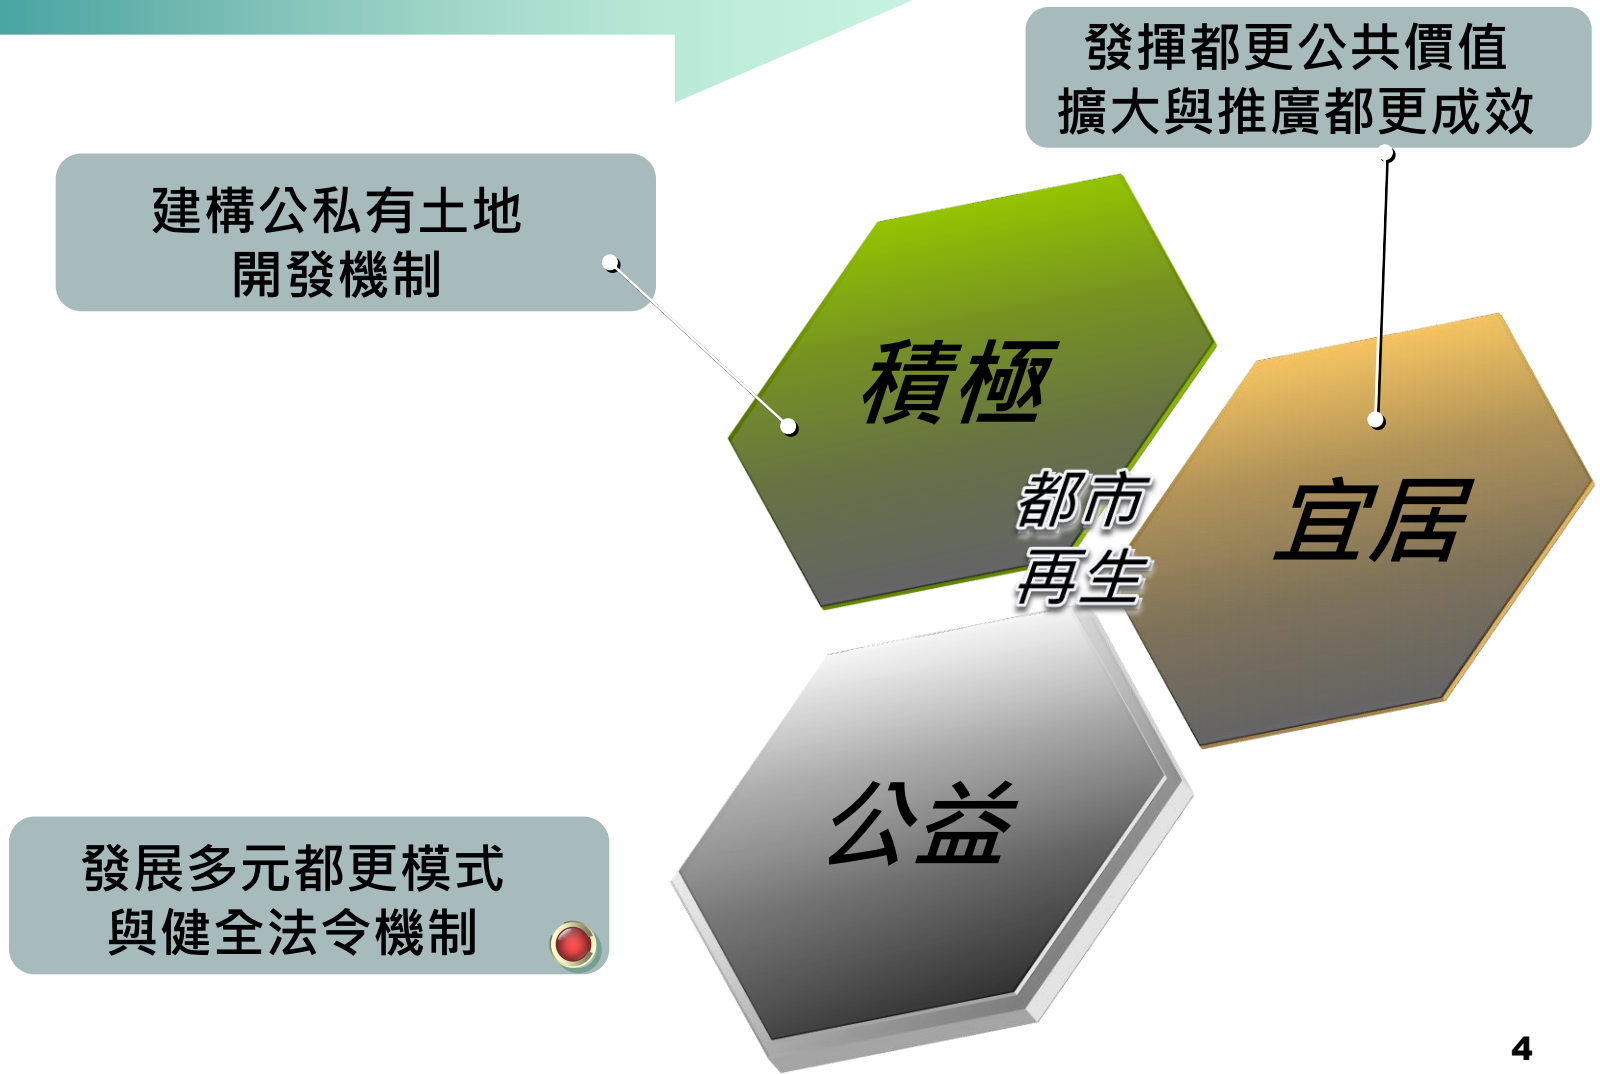 發揮都更公共價值
擴大與推廣都更成效
建構公私有土地
開發機制
積極
宜居
都市
再生
公益
發展多元都更模式
與健全法令機制
4